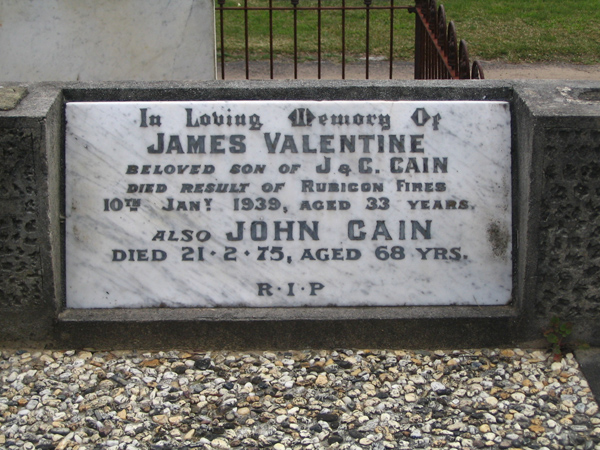 In Loving Memory Of
JAMES VALENTINE
BELOVED SON OF J & C. CAIN
DIED RESULT OF RUBICON FIRES
10TH JANY 1939, AGED 33 YEARS.
ALSO JOHN CAIN
DIED 21·2·75, AGED 68 YRS.
R·I·P